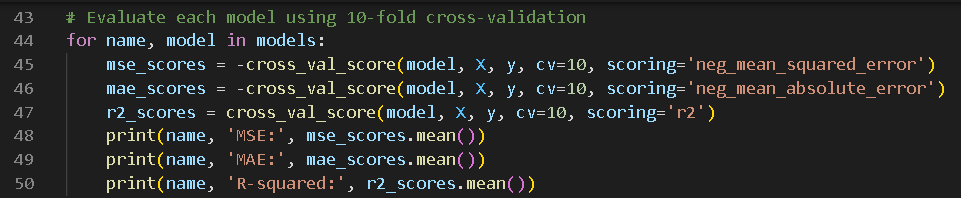 43 # Evaluate each model using 10-fold cross-validation
44 for name, model in models:
45 mse_scores = -cross_val_score(model, X, y, cv=10, scoring='neg_mean_squared_error')
46 mae_scores = -cross_val_score(model, X, y, cv=10, scoring='neg_mean_absolute_error')
47 r2_scores = cross_val_score(model, X, y, cv=10, scoring='r2')
48 print(name, 'MSE:', mse_scores.mean())
49 print(name, 'MAE:', mae_scores.mean())
50 print(name, 'R-squared:', r2_scores.mean())